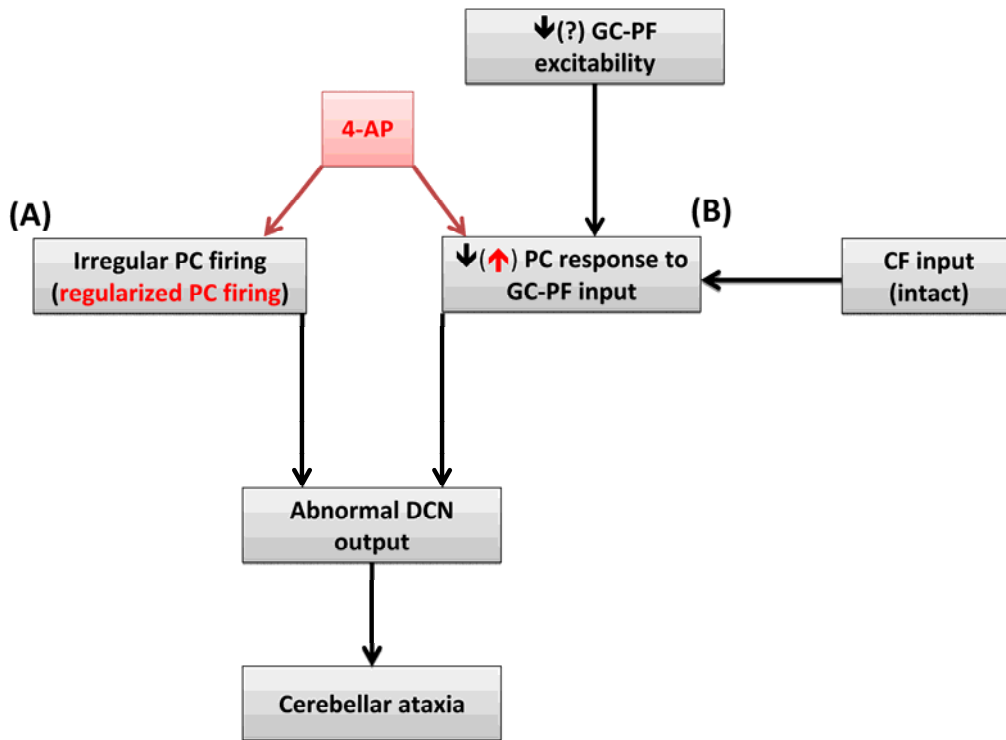 ↓(?) GC-PF
excitability
4-AP
(A)
Irregular PC firing
(regularized PC firing)
↓(↑) PC response to
GC-PF input
(B)
CF input
(intact)
Abnormal DCN
output
Cerebellar ataxia